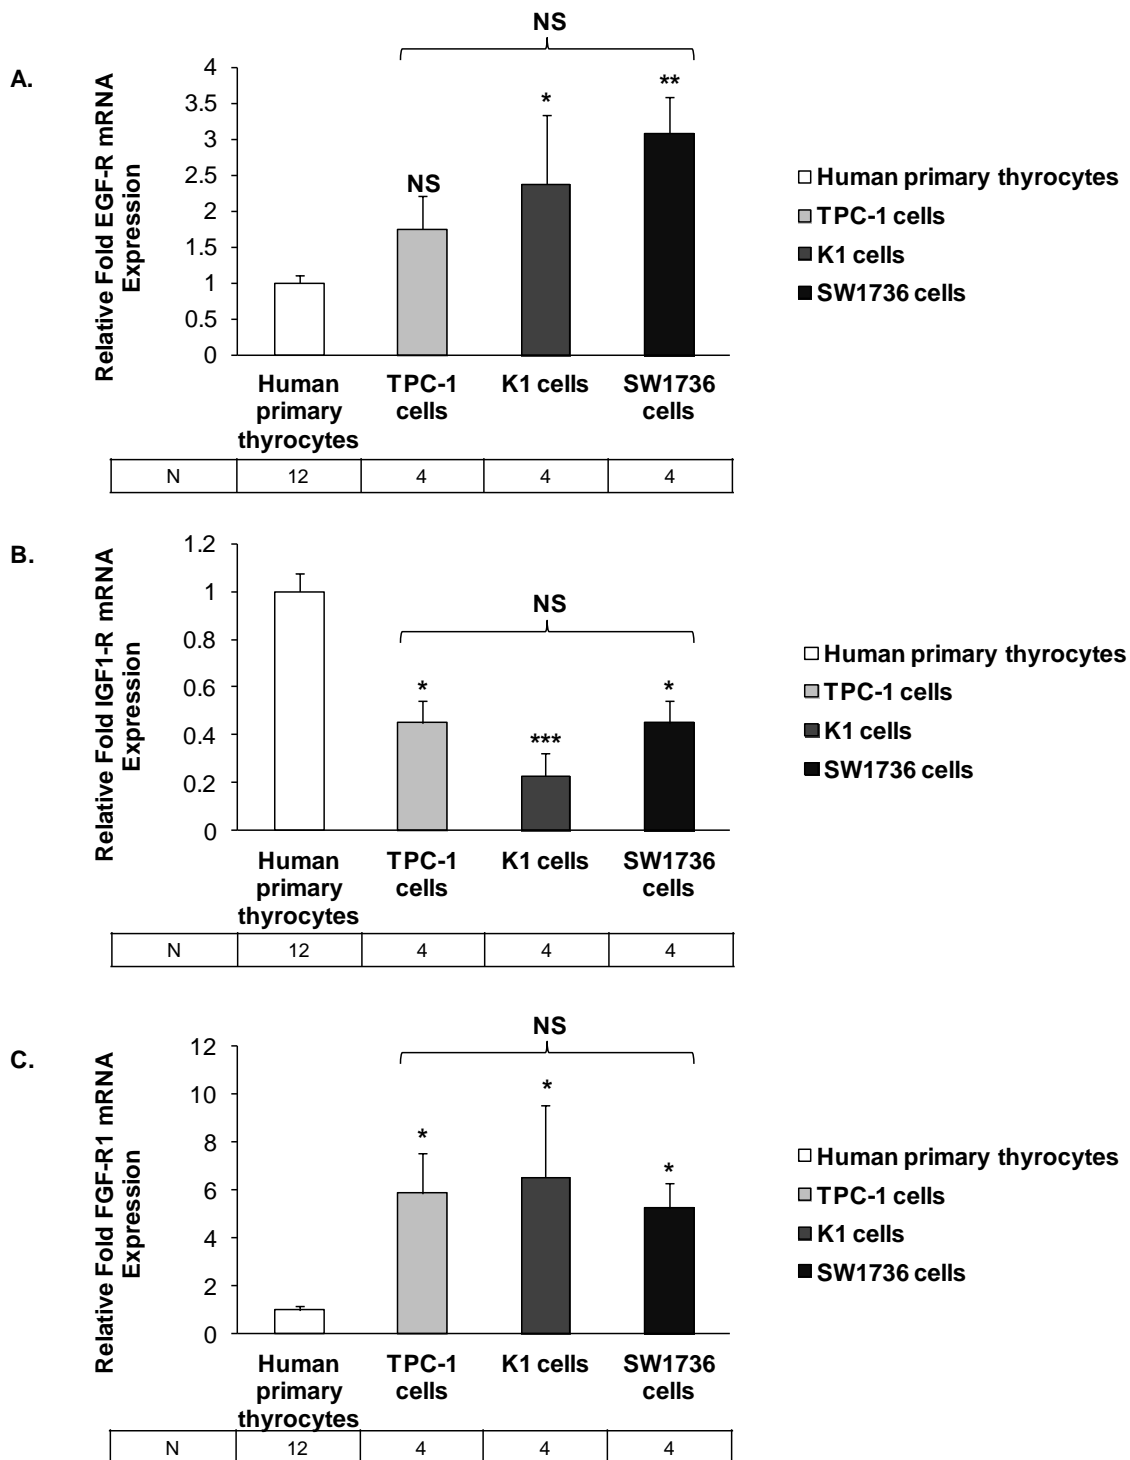 NS
A.
Relative Fold EGF-R mRNA
Expression
4
3.5
3
2.5
2
1.5
1
0.5
0
NS
*
**
Human primary thyrocytes
TPC-1 cells
K1 cells
SW1736 cells
Human
primary
thyrocytes
TPC-1
cells
K1 cells
SW1736
cells
N 12 4 4 4
B.
Relative Fold IGF1-R mRNA
Expression
1.2
1
0.8
0.6
0.4
0.2
0
NS
*
***
*
Human primary thyrocytes
TPC-1 cells
K1 cells
SW1736 cells
Human
primary
thyrocytes
TPC-1
cells
K1 cells
SW1736
cells
N 12 4 4 4
NS
C.
Relative Fold FGF-R1 mRNA
Expression
12
10
8
6
4
2
0
*
*
*
Human primary thyrocytes
TPC-1 cells
K1 cells
SW1736 cells
Human
primary
thyrocytes
TPC-1
cells
K1 cells
SW1736
cells
N 12 4 4 4